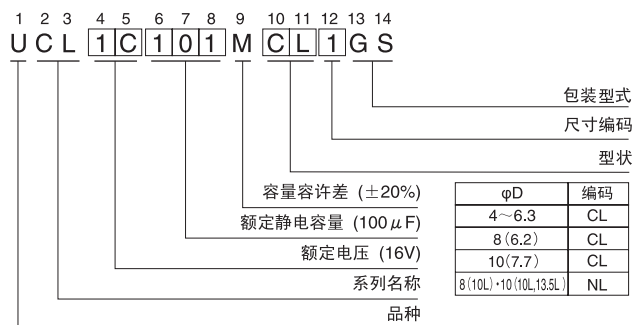 1 2 3 4 5 6 7 8 9 10 11 12 13 14
U C L 1 C 1 0 1 M C L 1 G S
包装型式
尺寸编码
型状
容量容许差 (±20%)
额定静电容量 (100μF)
额定电压 (16V)
系列名称
品种
φD 编码
4～6.3 CL
8(6.2) CL
10(7.7) CL
8(10L)・10(10L,13.5L) NL